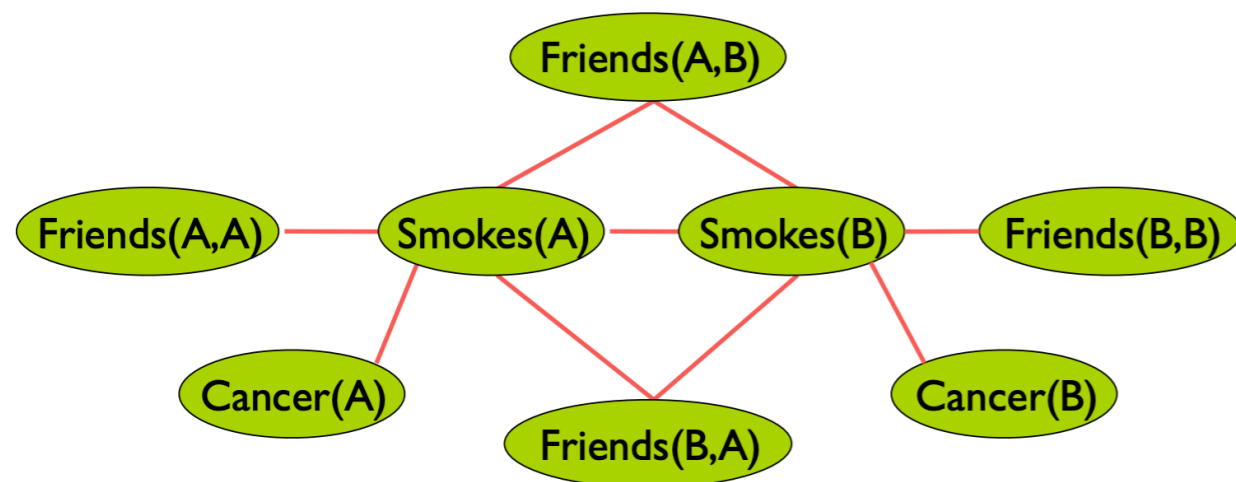 Friends(A,B)
Friends(A,A)
Smokes(A)
Smokes(B)
Friends(B,B)
Cancer(A)
Cancer(B)
Friends(B,A)